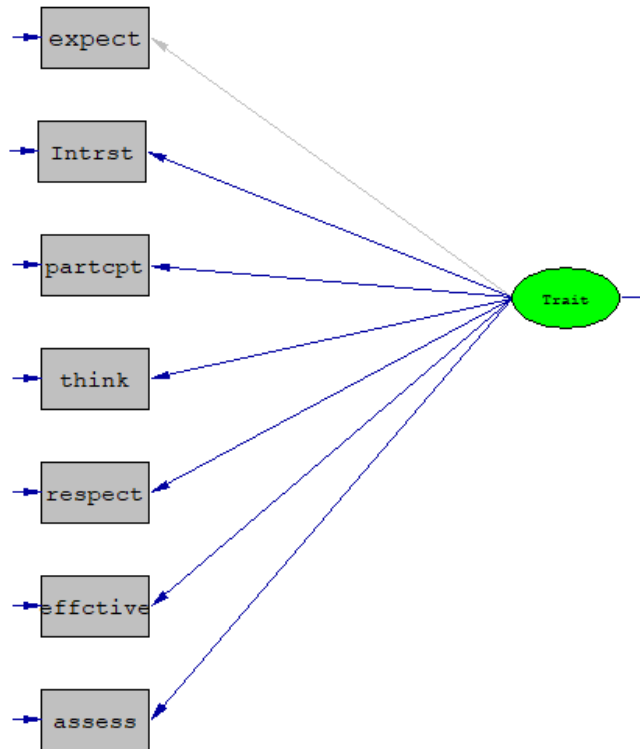 expect
Intrst
partcpt
Trait
think
respect
effctive
assess